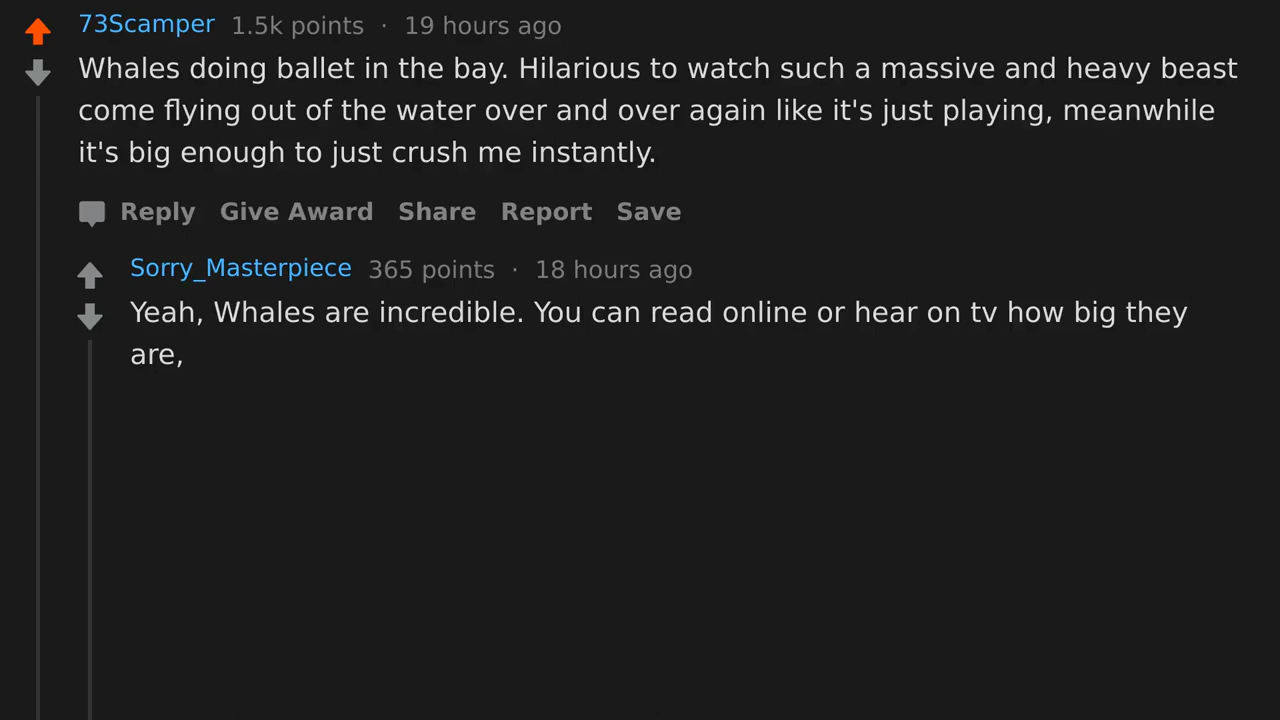 73Scamper 1.5k points · 19 hours ago
Whales doing ballet in the bay. Hilarious to watch such a massive and heavy beast
come flying out of the water over and over again like it's just playing, meanwhile
it's big enough to just crush me instantly.
Reply Give Award Share Report Save
Sorry_Masterpiece 365 points · 18 hours ago
Yeah, Whales are incredible. You can read online or hear on tv how big they
are,